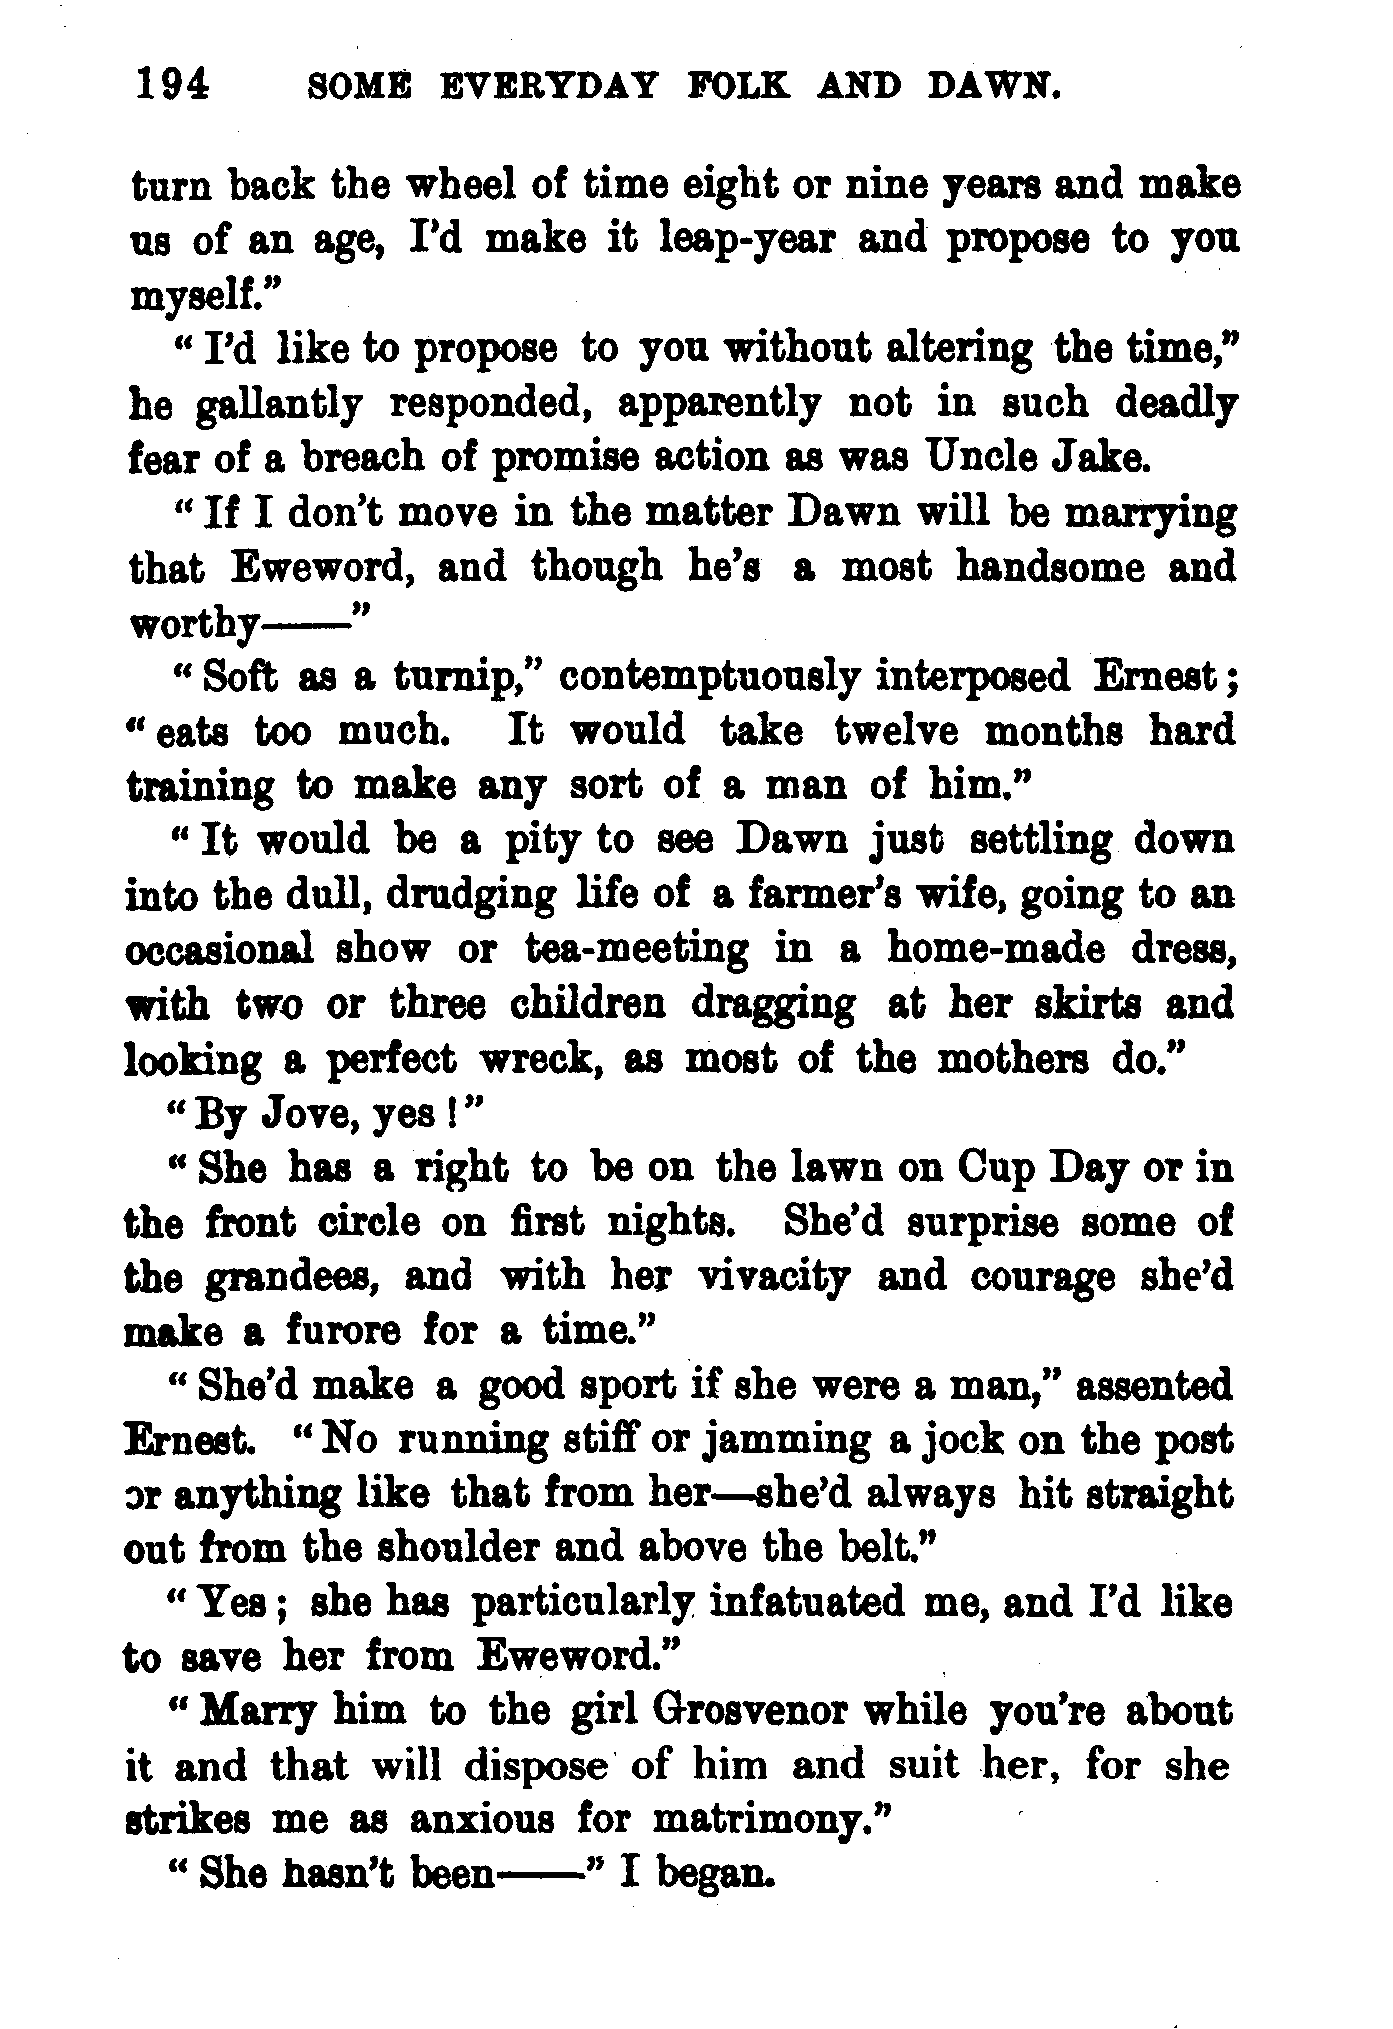 194 SOME EVERYDAY FOLK AND DAWN.
turn back the wheel of time eight or nine years and make
us of an age, I'd make it leap-year and propose to you
myself."
"I'd like to propose to you without altering the time,"
he gallantly responded, apparently not in such deadly
fear of a breach of promise action as was Uncle Jake.
"If I don't move in the matter Dawn will be marrying
that Eweword, and though he's a most handsome and
worthy——"
"Soft as a turnip," contemptuously interposed Ernest;
"eats too much. It would take twelve months hard
training to make any sort of a man of him."
"It would be a pity to see Dawn just settling down
into the dull, drudging life of a farmer's wife, going to an
occasional show or tea-meeting in a home-made dress,
with two or three children dragging at her skirts and
looking a perfect wreck, as most of the mothers do."
"By Jove, yes!"
"She has a right to be on the lawn on Cup Day or in
the front circle on first nights. She'd surprise some of
the grandees, and with her vivacity and courage she'd
make a furore for a time."
"She'd make a good sport if she were a man," assented
Ernest. "No running stiff or jamming a jock on the post
or anything like that from her—she'd always hit straight
out from the shoulder and above the belt."
"Yes; she has particularly infatuated me, and I'd like
to save her from Eweword."
"Marry him to the girl Grosvenor while you're about
it and that will dispose of him and suit her, for she
strikes me as anxious for matrimony."
"She hasn't been——" I began.